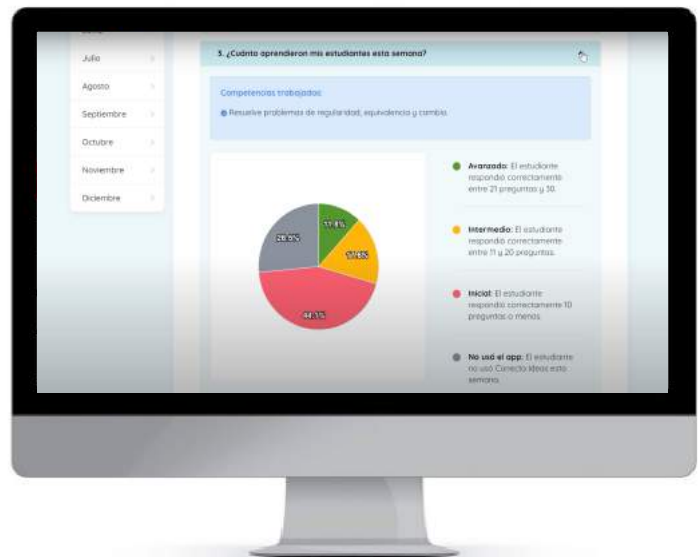 Julio
Agosto
Septiembre
Octubre
Noviembre
Diciembre
3. ¿Cuánto aprendieron mis estudiantes esta semana?
Competencias trabajadas:
Resuelve problemas de regularidad, equivalencia y cambio.
11.8%
17.6%
44.1%
26.5%
Avanzado: El estudiante
respondió correctamente
entre 21 preguntas y 30.
Intermedio: El estudiante
respondió correctamente
entre 11 y 20 preguntas.
Inicial: El estudiante
respondió correctamente 10
preguntas o menos.
No usó el app: El estudiante
no usó Conecta Ideas esta
semana.